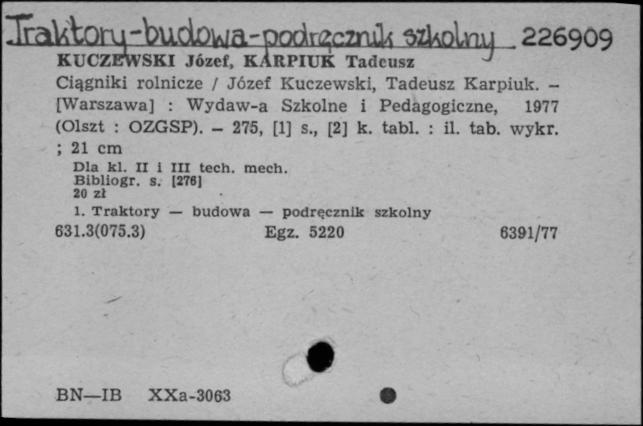 Traktory-budowa-podręcznik szkolny 226909
KUCZEWSKI Józef, KARPIUK Tadeusz
Ciągniki rolnicze / Józef Kuczewski, Tadeusz Karpiuk. —
[Warszawa] : Wydaw-a Szkolne i Pedagogiczne, 1977
(Olszt : OZGSP). — 275, [1] s., [2] k. tabl. : il. tab. wykr.
; 21 cm
Dla kl. II i III tech. mech.
Bibliogr. s. [276]
20 zł
1. Traktory — budowa — podręcznik szkolny
631.3(075.3) Egz. 5220 6391/77
BN—IB XXa-3063